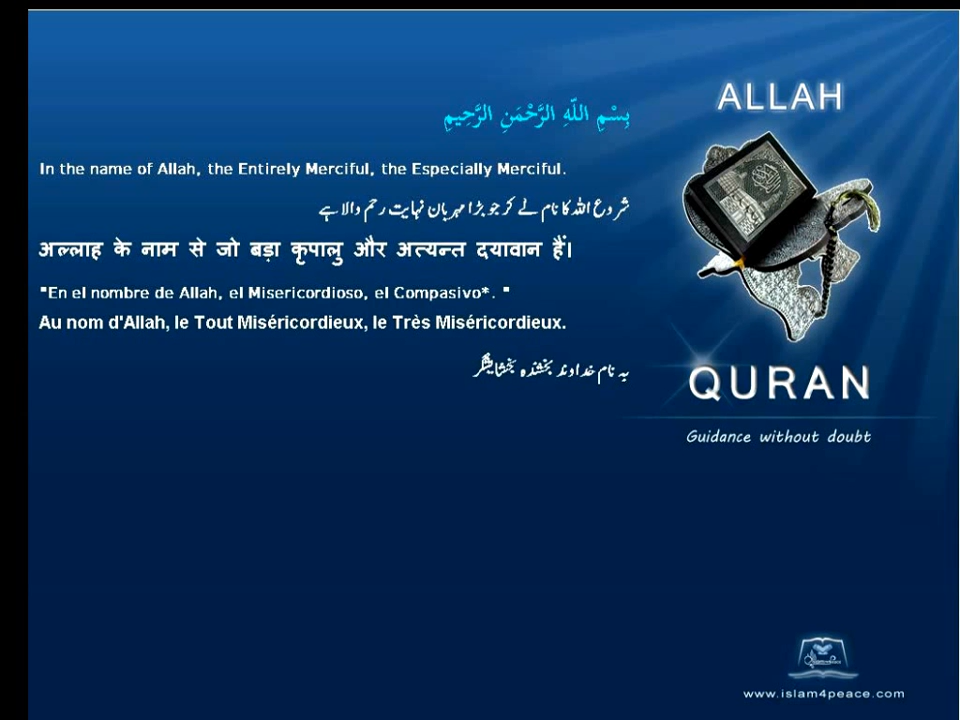 بِسْمِ اللّهِ الرَّحْمَنِ الرَّحِيمِ
In the name of Allah, the Entirely Merciful, the Especially Merciful.
شروع الله کا نام لے کر جو بڑا مہربان نہایت رحم والا ہے
अल्लाह के नाम से जो बड़ा कृपालु और अत्यन्त दयावान हैं।
"En el nombre de Allah, el Misericordioso, el Compasivo*. "
Au nom d'Allah, le Tout Miséricordieux, le Très Miséricordieux.
به نام خداوند بخشنده بخشایشگر
ALLAH
QURAN
Guidance without doubt
www.islam4peace.com